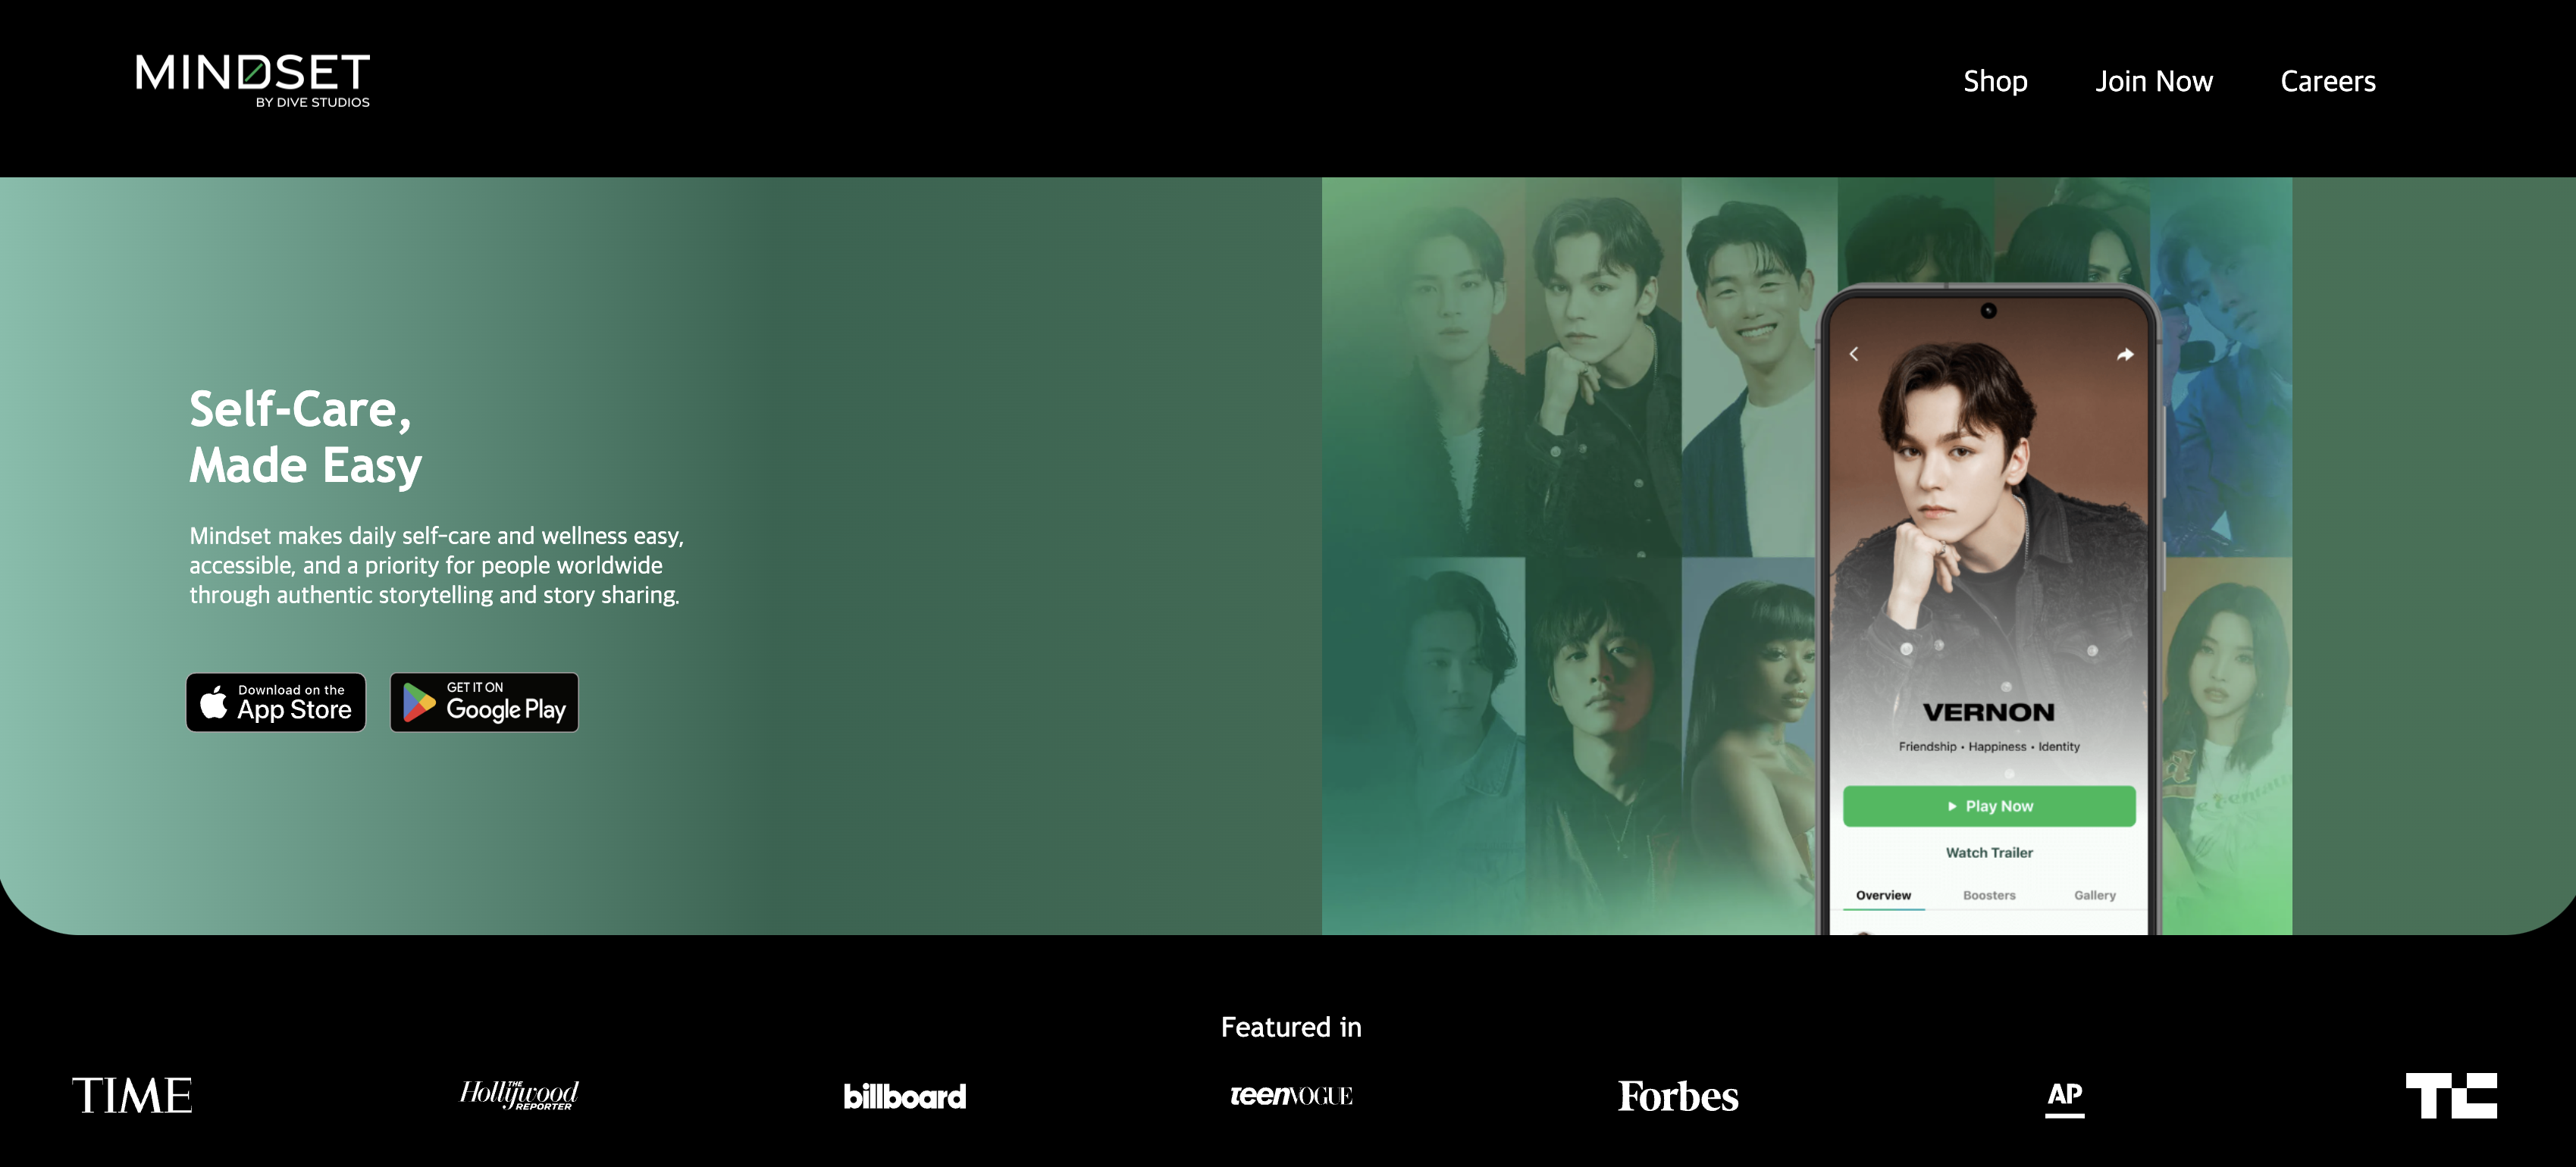 MINDSET
BY DIVE STUDIOS
Shop
Join Now
Careers
Self-Care,
Made Easy
Mindset makes daily self-care and wellness easy,
accessible, and a priority for people worldwide
through authentic storytelling and story sharing.
Download on the
App Store
GET IT ON
Google Play
VERNON
Friendship • Happiness • Identity
Play Now
Watch Trailer
Overview
Boosters
Gallery
Featured in
TIME
The Hollywood
REPORTER
billboard
teenVOGUE
Forbes
AP
TC